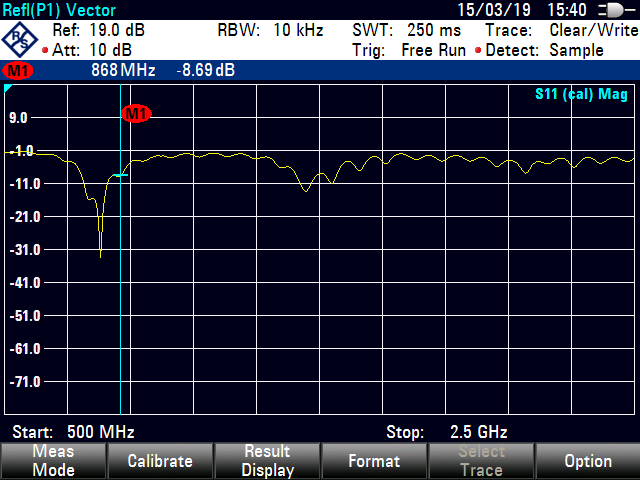 Refl(P1) Vector 15/03/19 15:40
Ref: 19.0 dB RBW: 10 kHz SWT: 250 ms Trace: Clear/Write
R&S Att: 10 dB Trig: Free Run Detect: Sample
M1 868 MHz -8.69 dB
S11 (cal) Mag
M1
9.0
-1.0
-11.0
-21.0
-31.0
-41.0
-51.0
-61.0
-71.0
Start: 500 MHz Stop: 2.5 GHz
Meas Mode
Calibrate
Result Display
Format
Select Trace
Option